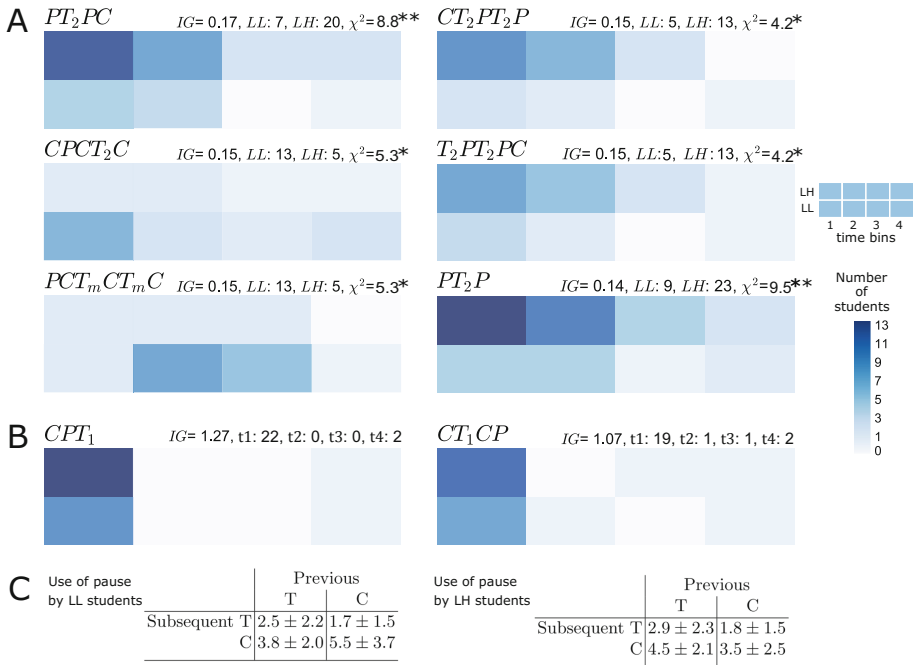 A
PT₂PC IG= 0.17, LL: 7, LH: 20, χ²=8.8**
CT₂PT₂P IG= 0.15, LL: 5, LH: 13, χ²=4.2*
CPCT₂C IG= 0.15, LL: 13, LH: 5, χ²=5.3*
T₂PT₂PC IG= 0.15, LL:5, LH:13, χ²=4.2*
PCTₘCTₘC IG= 0.15, LL: 13, LH: 5, χ²=5.3*
PT₂P IG= 0.14, LL: 9, LH: 23, χ²=9.5**
LH
LL
1 2 3 4
time bins
Number
of
students
13
11
9
7
5
3
1
0
B
CPT₁ IG= 1.27, t1: 22, t2: 0, t3: 0, t4: 2
CT₁CP IG= 1.07, t1: 19, t2: 1, t3: 1, t4: 2
C
Use of pause
by LL students
Previous
T C
Subsequent T 2.5 ± 2.2 1.7 ± 1.5
C 3.8 ± 2.0 5.5 ± 3.7
Use of pause
by LH students
Previous
T C
Subsequent T 2.9 ± 2.3 1.8 ± 1.5
C 4.5 ± 2.1 3.5 ± 2.5